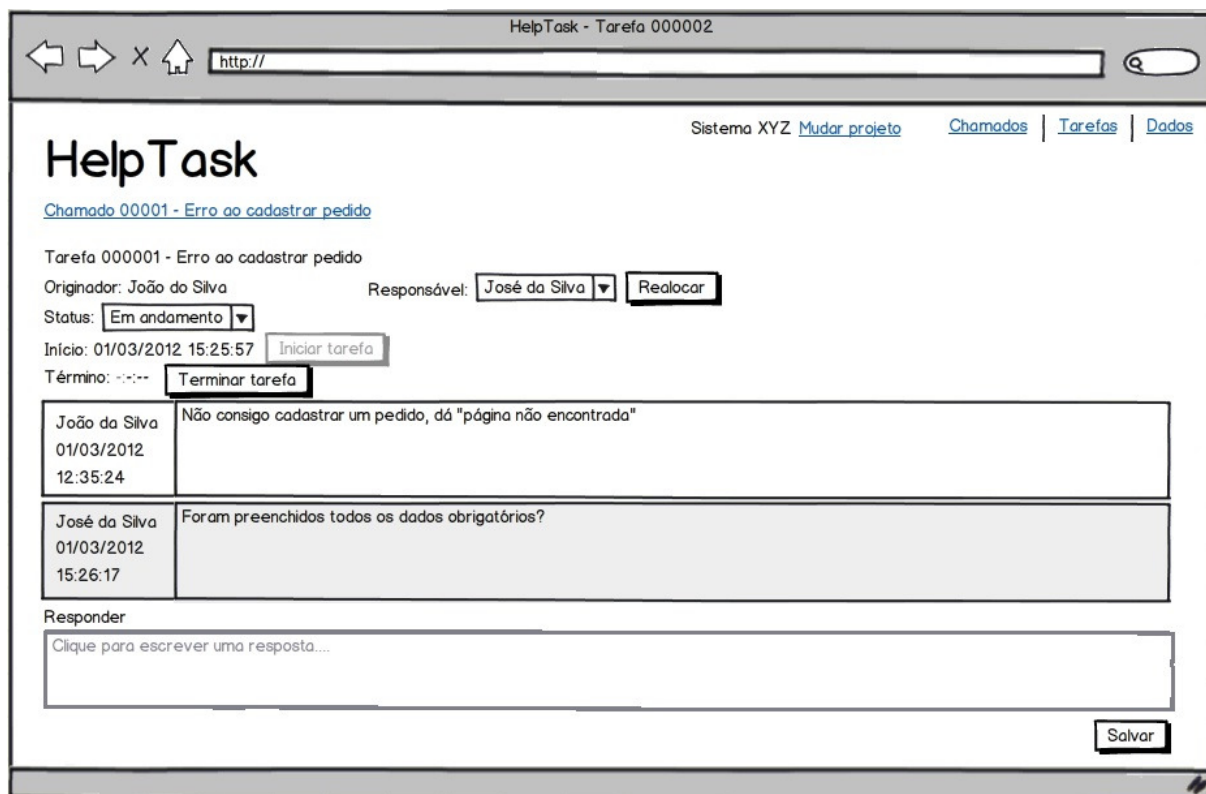 HelpTask - Tarefa 000002
http://
Sistema XYZ Mudar projeto Chamados Tarefas Dados
HelpTask
Chamado 00001 - Erro ao cadastrar pedido
Tarefa 000001 - Erro ao cadastrar pedido
Originador: João do Silva Responsável: José da Silva Realocar
Status: Em andamento
Início: 01/03/2012 15:25:57 Iniciar tarefa
Término: -:-:-- Terminar tarefa
João da Silva Não consigo cadastrar um pedido, dá "página não encontrada"
01/03/2012
12:35:24
José da Silva Foram preenchidos todos os dados obrigatórios?
01/03/2012
15:26:17
Responder
Clique para escrever uma resposta....
Salvar